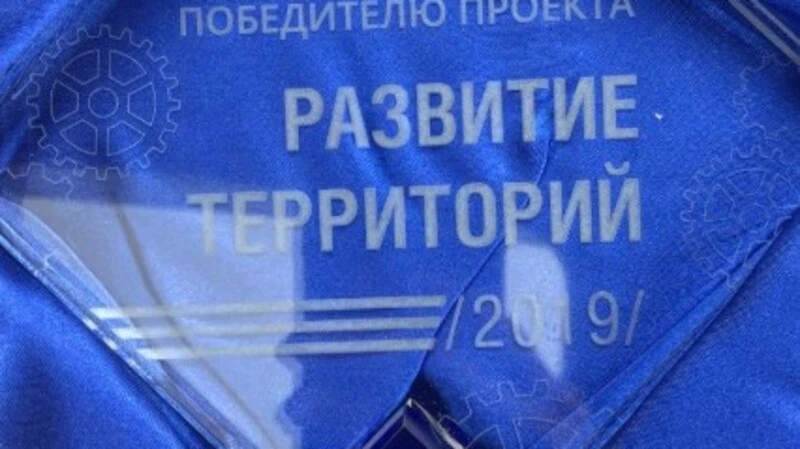 ПОБЕДИТЕЛЮ ПРОЕКТА
РАЗВИТИЕ
ТЕРРИТОРИЙ
/2019/